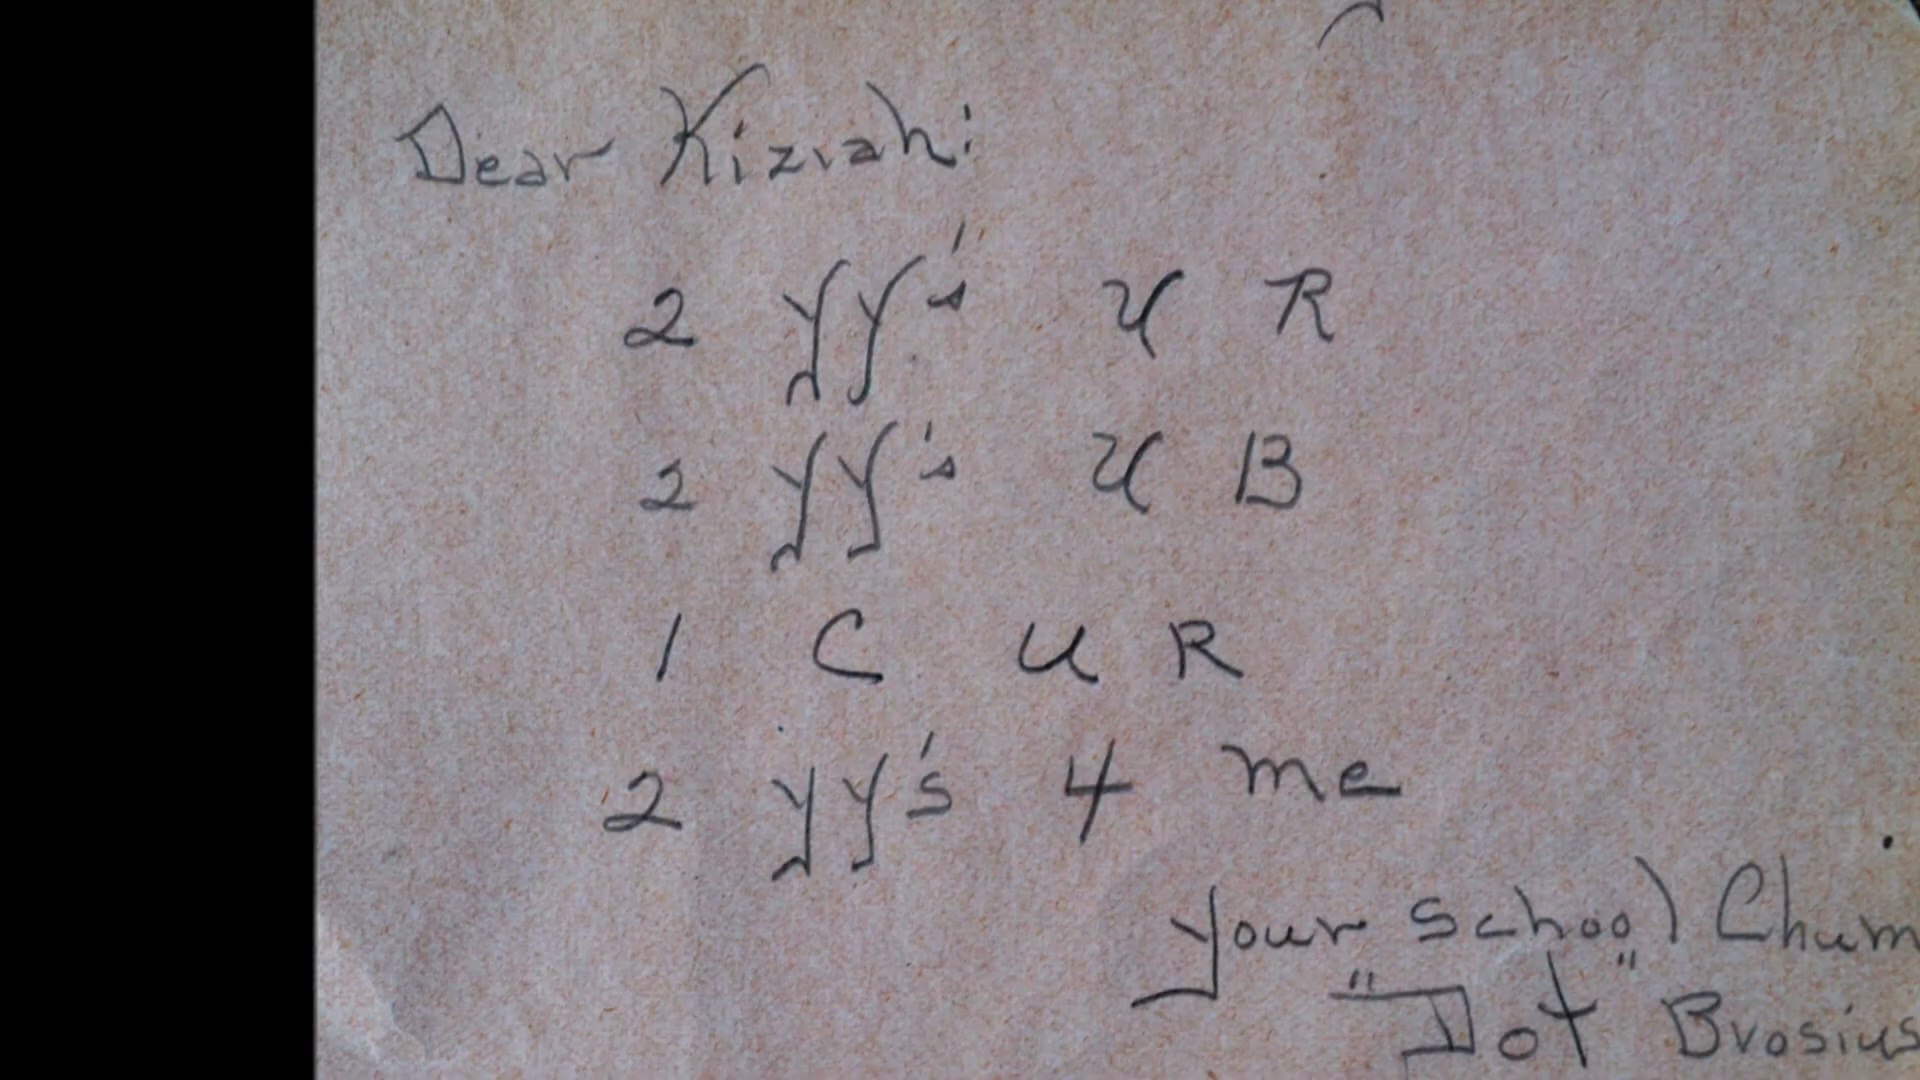 Dear Kiziah:
2 yy's U R
2 yy's U B
1 C U R
2 yy's 4 me
Your School Chum
"Dot" Brosius